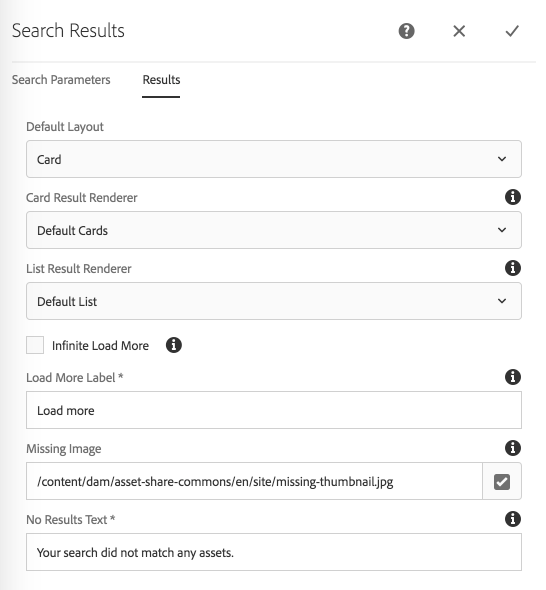 Search Results
Search Parameters Results
Default Layout
Card
Card Result Renderer
Default Cards
List Result Renderer
Default List
Infinite Load More
Load More Label *
Load more
Missing Image
/content/dam/asset-share-commons/en/site/missing-thumbnail.jpg
No Results Text *
Your search did not match any assets.